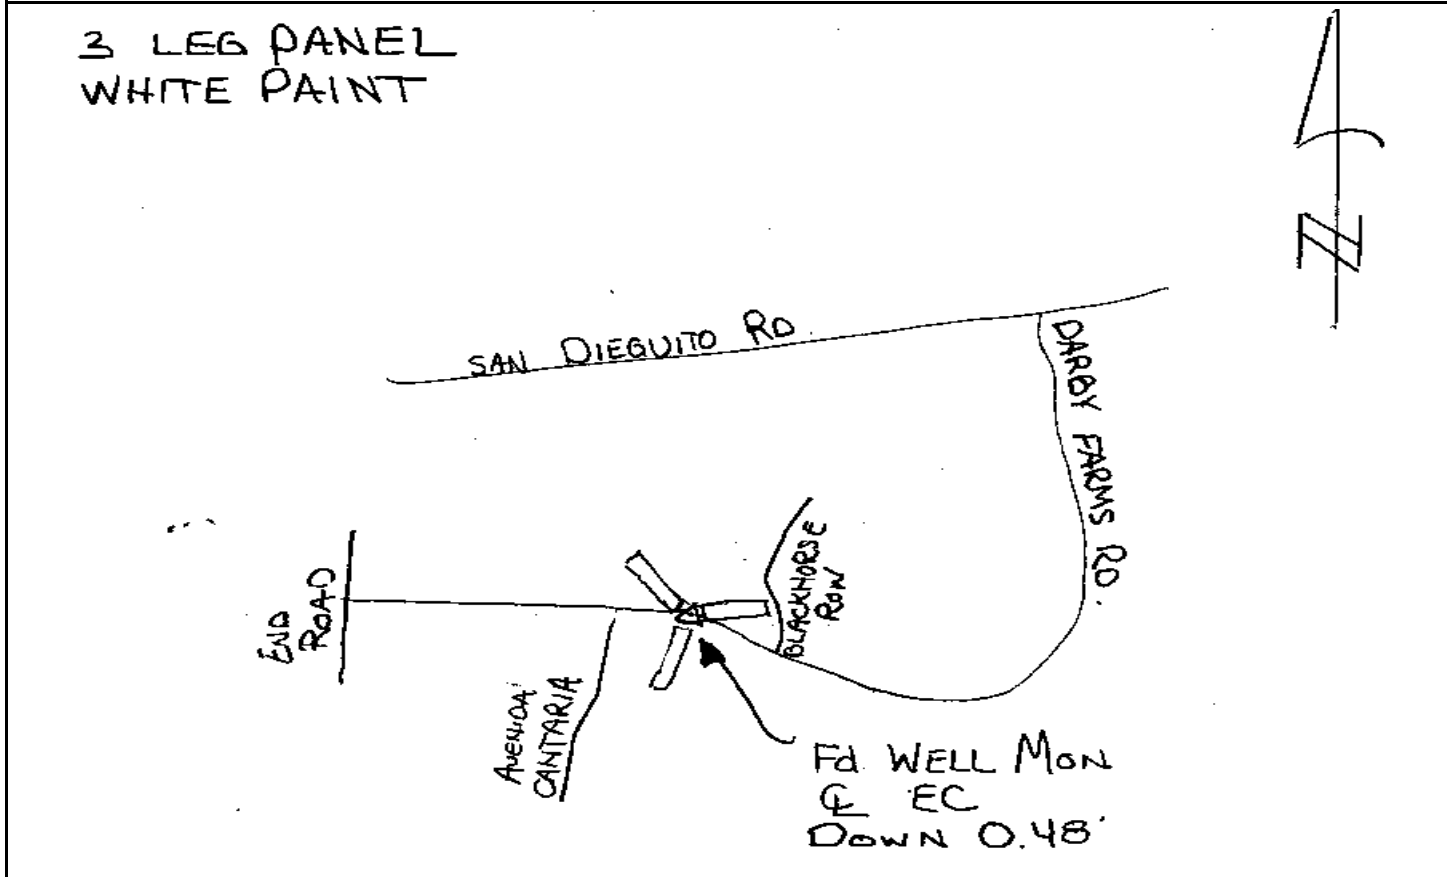 3 LEG PANEL
WHITE PAINT
N
SAN DIEGUITO RD
DARBY FARMS RD.
BLACKHORSE
ROW
END
ROAD
AVENIDA
CANTARIA
Fd. WELL MON
℄ EC
DOWN 0.48'